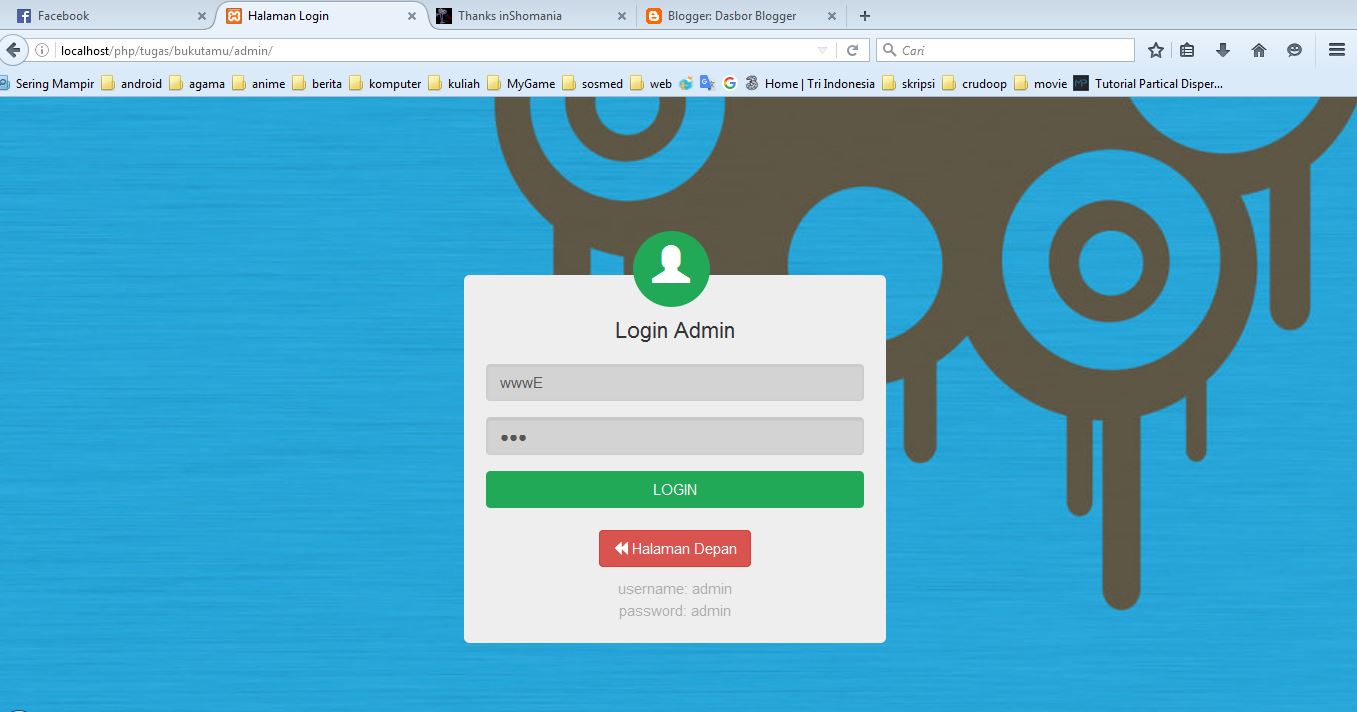 Facebook
Halaman Login
Thanks inShomania
Blogger: Dasbor Blogger
localhost/php/tugas/bukutamu/admin/
Cari
Sering Mampir android agama anime berita komputer kuliah MyGame sosmed web Home | Tri Indonesia skripsi crudoop movie Tutorial Partical Disper...
Login Admin
wwwE
LOGIN
Halaman Depan
username: admin
password: admin